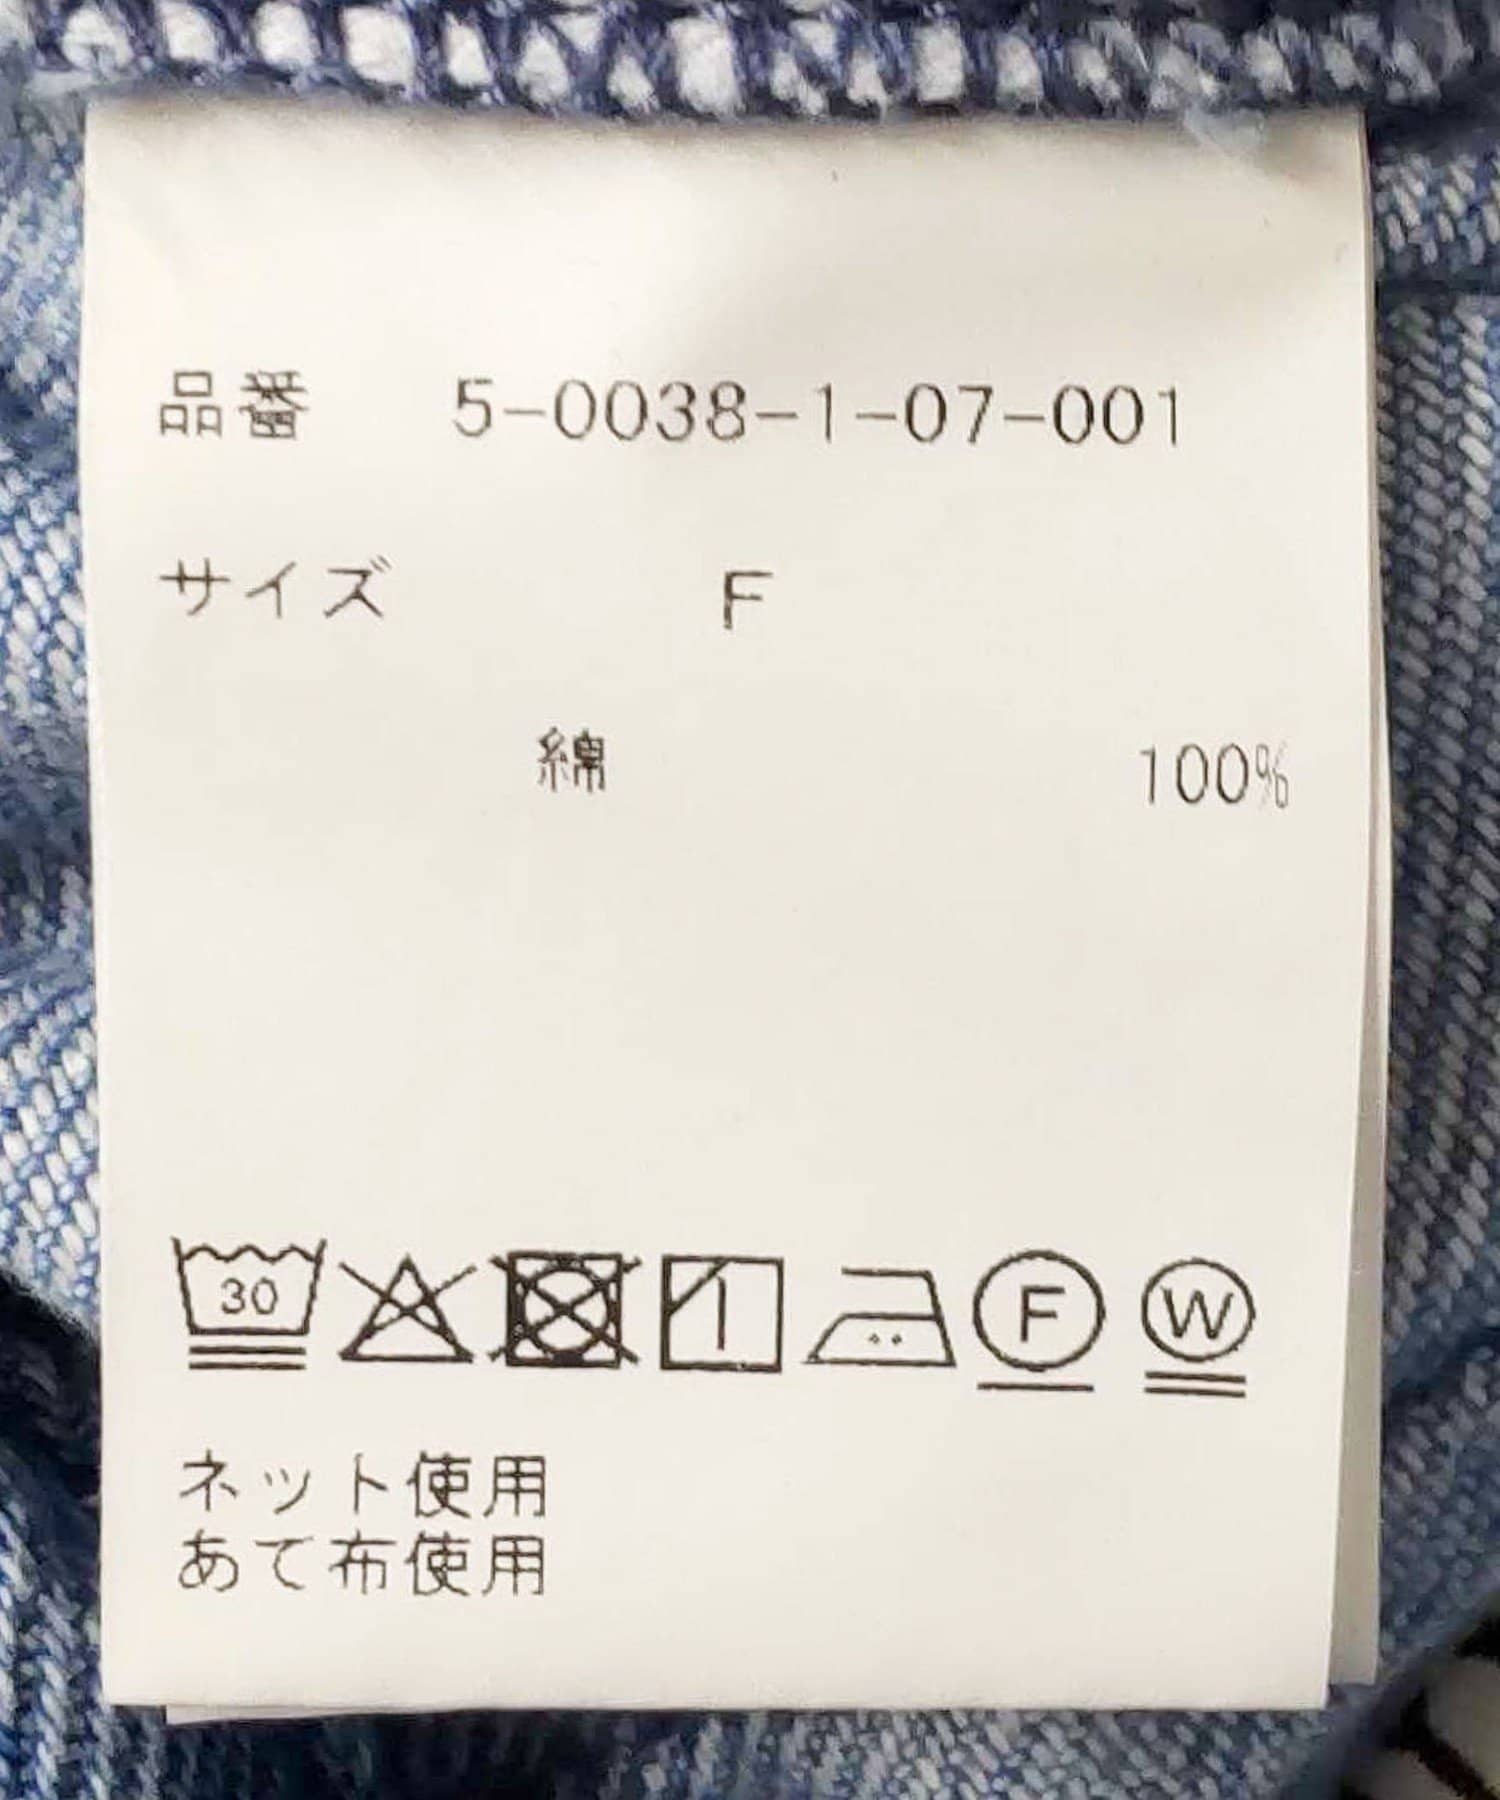 品番 5-0038-1-07-001
サイズ F
綿 100%
30 F W
ネット使用
あて布使用